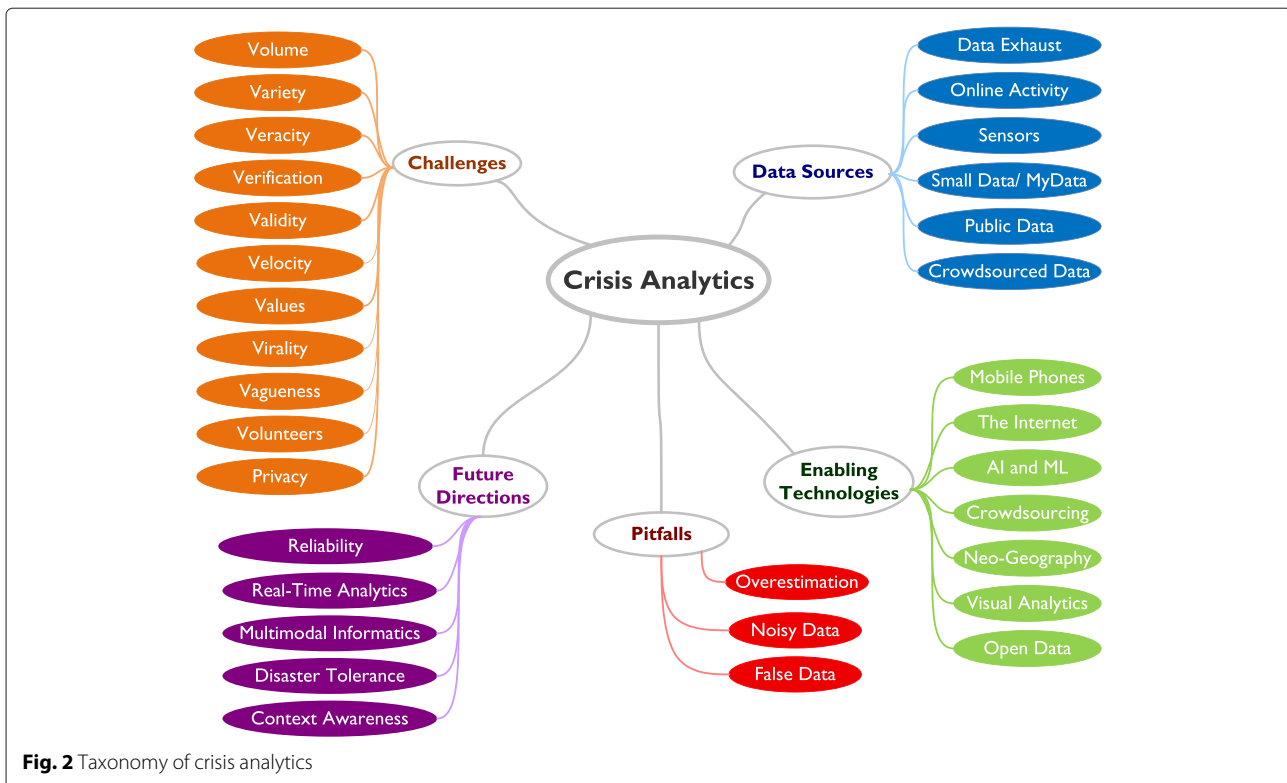 Volume
Variety
Veracity
Verification
Validity
Velocity
Values
Virality
Vagueness
Volunteers
Privacy
Challenges
Data Sources
Data Exhaust
Online Activity
Sensors
Small Data/ MyData
Public Data
Crowdsourced Data
Crisis Analytics
Future
Directions
Reliability
Real-Time Analytics
Multimodal Informatics
Disaster Tolerance
Context Awareness
Pitfalls
Overestimation
Noisy Data
False Data
Enabling
Technologies
Mobile Phones
The Internet
AI and ML
Crowdsourcing
Neo-Geography
Visual Analytics
Open Data
Fig. 2 Taxonomy of crisis analytics